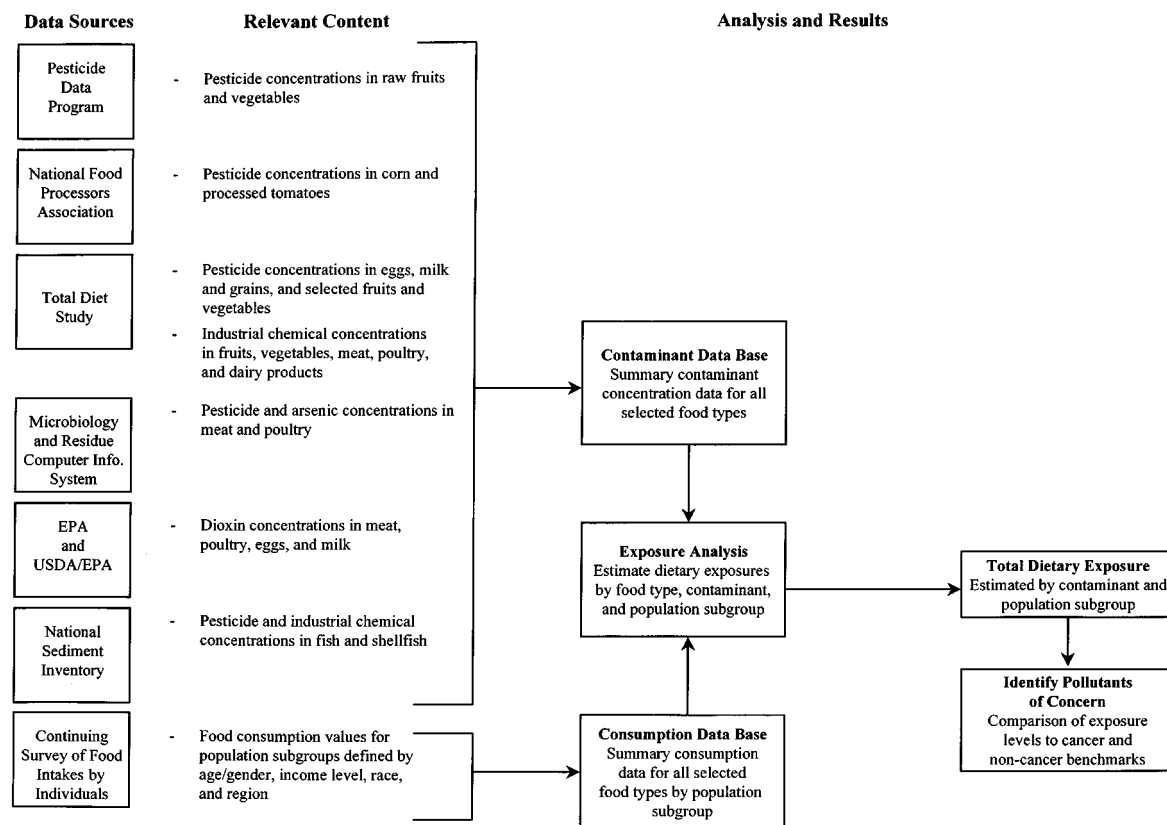 Data Sources
Relevant Content
Analysis and Results
Pesticide
Data
Program
- Pesticide concentrations in raw fruits
and vegetables
National Food
Processors
Association
- Pesticide concentrations in corn and
processed tomatoes
Total Diet
Study
- Pesticide concentrations in eggs, milk
and grains, and selected fruits and
vegetables
- Industrial chemical concentrations
in fruits, vegetables, meat, poultry,
and dairy products
Microbiology
and Residue
Computer Info.
System
- Pesticide and arsenic concentrations in
meat and poultry
EPA
and
USDA/EPA
- Dioxin concentrations in meat,
poultry, eggs, and milk
National
Sediment
Inventory
- Pesticide and industrial chemical
concentrations in fish and shellfish
Continuing
Survey of Food
Intakes by
Individuals
- Food consumption values for
population subgroups defined by
age/gender, income level, race,
and region
Contaminant Data Base
Summary contaminant
concentration data for all
selected food types
Exposure Analysis
Estimate dietary exposures
by food type, contaminant,
and population subgroup
Consumption Data Base
Summary consumption
data for all selected
food types by population
subgroup
Total Dietary Exposure
Estimated by contaminant and
population subgroup
Identify Pollutants
of Concern
Comparison of exposure
levels to cancer and
non-cancer benchmarks